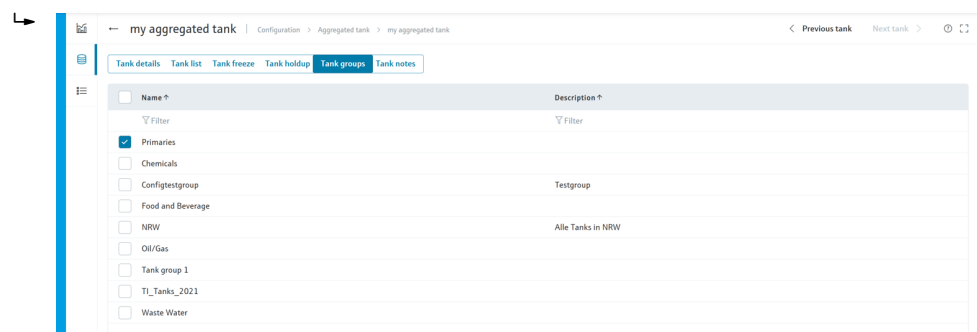 my aggregated tank | Configuration > Aggregated tank > my aggregated tank < Previous tank Next tank >
Tank details Tank list Tank freeze Tank holdup Tank groups Tank notes
Name ↑ Description ↑
Filter Filter
Primaries
Chemicals
Configtestgroup Testgroup
Food and Beverage
NRW Alle Tanks in NRW
Oil/Gas
Tank group 1
TI_Tanks_2021
Waste Water